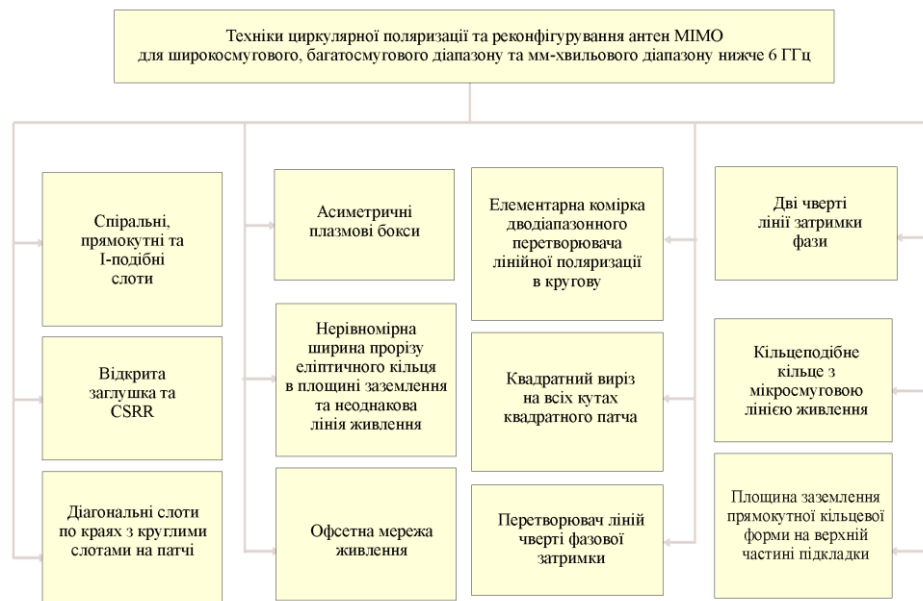 Техніки циркулярної поляризації та реконфігурування антен МІМО
для широкосмугового, багатосмугового діапазону та мм-хвильового діапазону нижче 6 ГГц
Спіральні,
прямокутні та
І-подібні
слоти
Відкрита
заглушка та
CSRR
Діагональні слоти
по краях з круглими
слотами на патчі
Асиметричні
плазмові бокси
Нерівномірна
ширина прорізу
еліптичного кільця
в площині заземлення
та неоднакова
лінія живлення
Офсетна мережа
живлення
Елементарна комірка
дводіапазонного
перетворювача
лінійної поляризації
в кругову
Квадратний виріз
на всіх кутах
квадратного патча
Перетворювач ліній
чверті фазової
затримки
Дві чверті
лінії затримки
фази
Кільцеподібне
кільце з
мікросмуговою
лінією живлення
Площина заземлення
прямокутної кільцевої
форми на верхній
частині підкладки